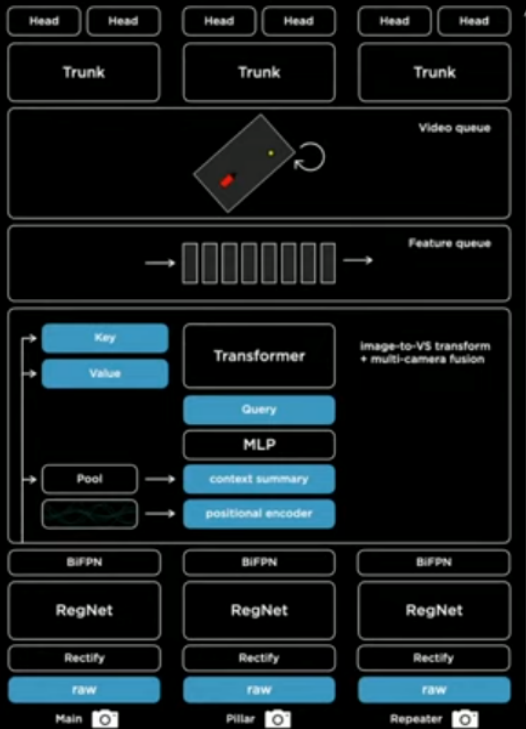 Head Head Head Head Head Head
Trunk Trunk Trunk
Video queue
Feature queue
Key
Value
Transformer
image-to-VS transform
+ multi-camera fusion
Query
MLP
Pool context summary
positional encoder
BiFPN BiFPN BiFPN
RegNet RegNet RegNet
Rectify Rectify Rectify
raw raw raw
Main Pillar Repeater